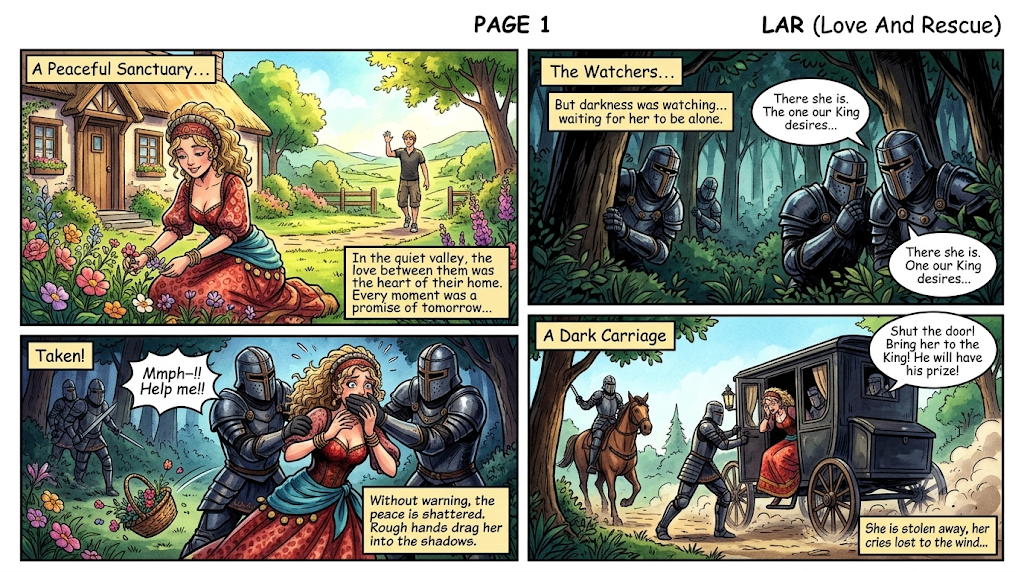 PAGE 1
LAR (Love And Rescue)
A Peaceful Sanctuary...
In the quiet valley, the
love between them was
the heart of their home.
Every moment was a
promise of tomorrow...
The Watchers...
But darkness was watching...
waiting for her to be alone.
There she is.
The one our King
desires...
There she is.
One our King
desires...
Taken!
Mmph-!!
Help me!!
Without warning, the
peace is shattered.
Rough hands drag her
into the shadows.
A Dark Carriage
Shut the door!
Bring her to the
King! He will have
his prize!
She is stolen away, her
cries lost to the wind...